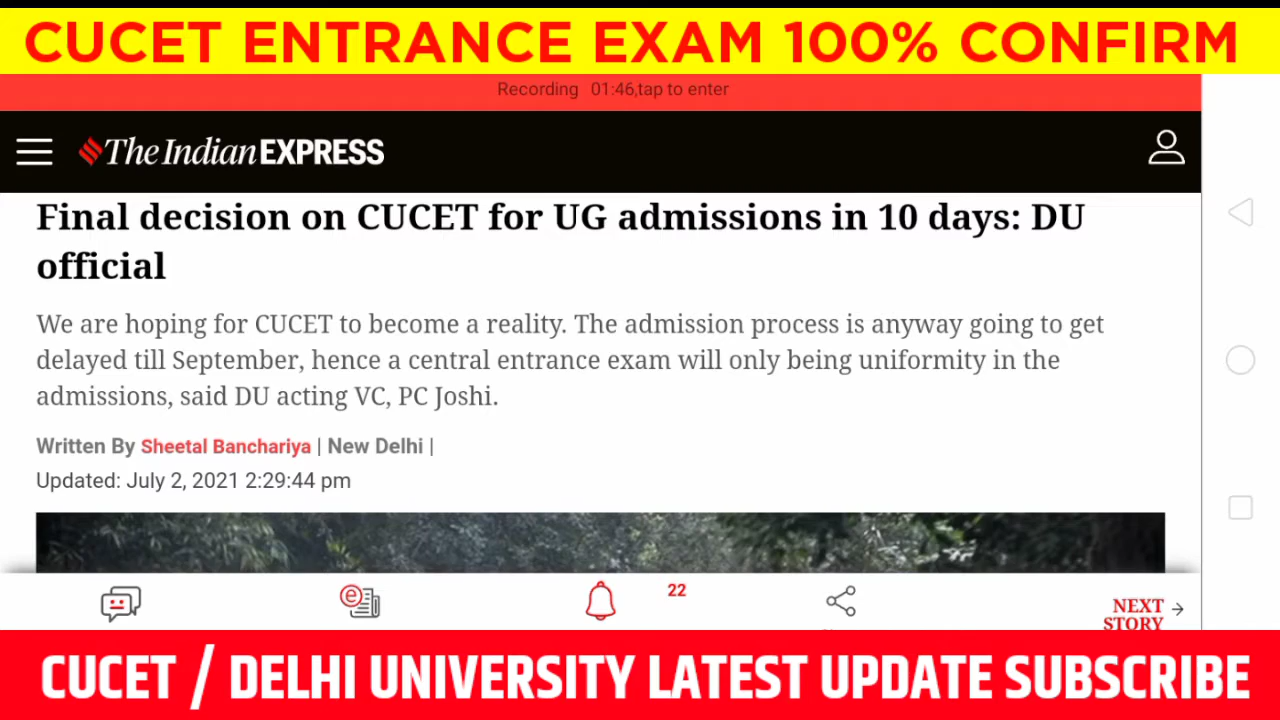 CUCET ENTRANCE EXAM 100% CONFIRM
Recording 01:46,tap to enter
The Indian EXPRESS
Final decision on CUCET for UG admissions in 10 days: DU
official
We are hoping for CUCET to become a reality. The admission process is anyway going to get
delayed till September, hence a central entrance exam will only being uniformity in the
admissions, said DU acting VC, PC Joshi.
Written By Sheetal Banchariya | New Delhi |
Updated: July 2, 2021 2:29:44 pm
e
22
NEXT
STORY
CUCET / DELHI UNIVERSITY LATEST UPDATE SUBSCRIBE